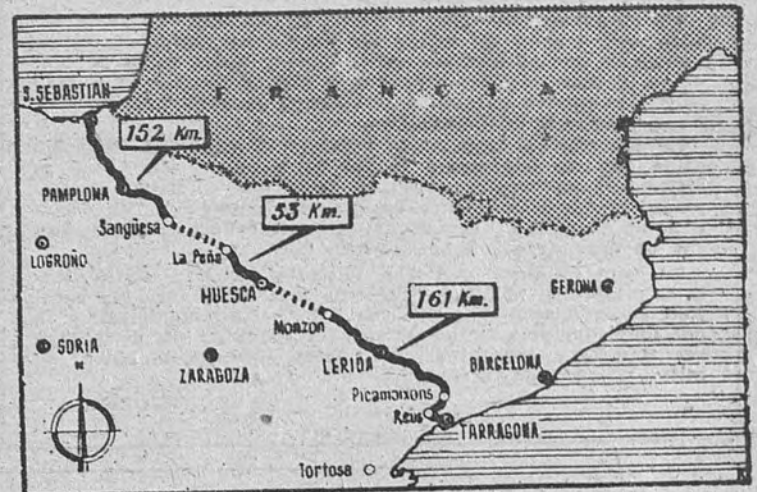 FRANCIA
S. SEBASTIAN
152 Km.
PAMPLONA
Sangüesa
53 Km.
LOGROÑO
La Peña
HUESCA
GERONA
161 Km.
Monzon
SORIA
ZARAGOZA
LERIDA
BARCELONA
Picamoixons
Reus
TARRAGONA
Tortosa